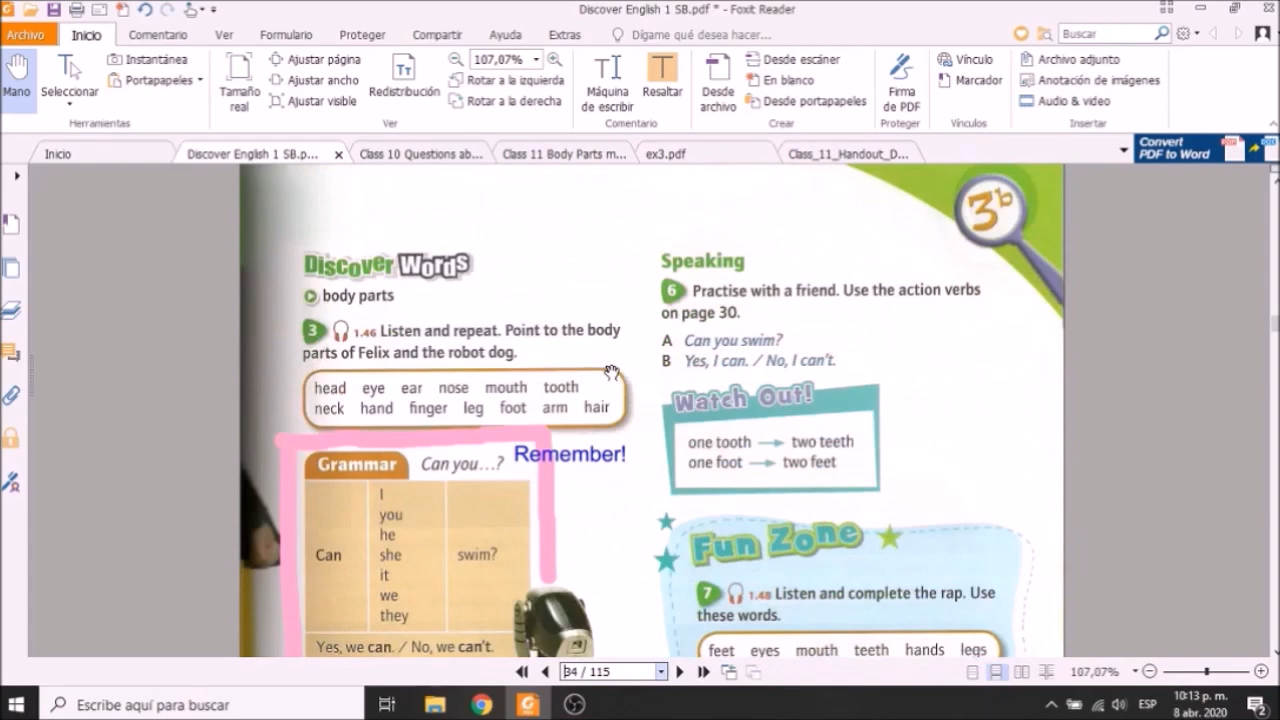 Discover English 1 SB.pdf * - Foxit Reader
Archivo Inicio Comentario Ver Formulario Proteger Compartir Ayuda Extras Dígame qué desea hacer... Buscar
Mano
Seleccionar
Instantánea
Portapapeles
Herramientas
Tamaño real
Ajustar página
Ajustar ancho
Ajustar visible
Redistribución
107,07%
Rotar a la izquierda
Rotar a la derecha
Ver
Máquina de escribir
Resaltar
Comentario
Desde archivo
Desde escáner
En blanco
Desde portapapeles
Crear
Firma de PDF
Proteger
Vínculo
Marcador
Vínculos
Archivo adjunto
Anotación de imágenes
Audio & video
Insertar
Inicio Discover English 1 SB.p... Class 10 Questions ab... Class 11 Body Parts m... ex3.pdf Class_11_Handout_D...
Convert
PDF to Word
3b
Discover Words
body parts
3 1.46 Listen and repeat. Point to the body
parts of Felix and the robot dog.
head eye ear nose mouth tooth
neck hand finger leg foot arm hair
Remember!
Grammar Can you...?
I
you
he
Can she swim?
it
we
they
Yes, we can. / No, we can't.
Speaking
6 Practise with a friend. Use the action verbs
on page 30.
A Can you swim?
B Yes, I can. / No, I can't.
Watch Out!
one tooth → two teeth
one foot → two feet
Fun Zone
7 1.48 Listen and complete the rap. Use
these words.
feet eyes mouth teeth hands legs
34 / 115
107,07%
Escribe aquí para buscar
ESP
10:13 p. m.
8 abr. 2020
2